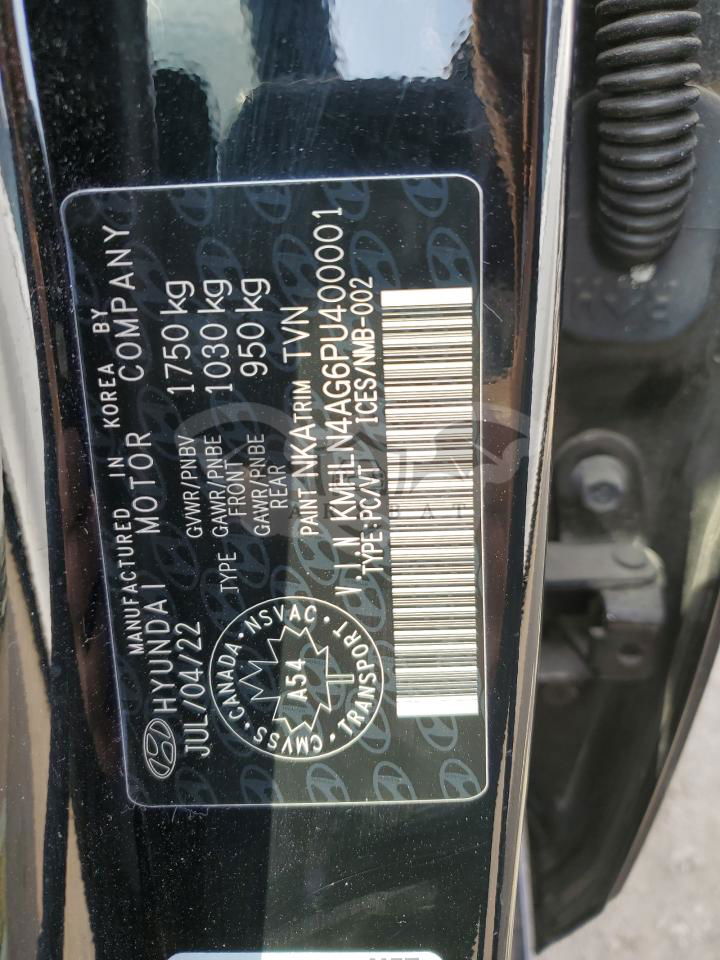 MANUFACTURED IN KOREA BY
HYUNDAI MOTOR COMPANY
JUL/04/22 GVWR/PNBV 1750 kg
TYPE GAWR/PNBE FRONT 1030 kg
GAWR/PNBE REAR 950 kg
PAINT NKA TRIM TVN
V.I.N KMHLN4AG6PU400001
TYPE:PC/VT ICES/NMB-002
CANADA · NSVAC · TRANSPORT · CMVSS ·
A54